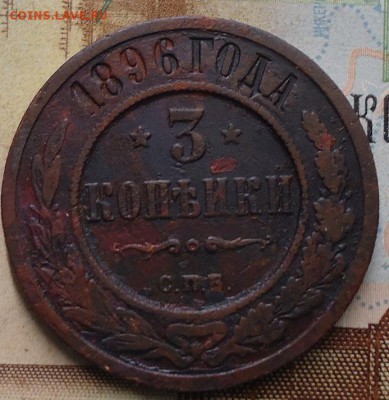 COINS.LAVE.RU
1896 ГОДА
3
КОПѢЙКИ
С.П.Б.